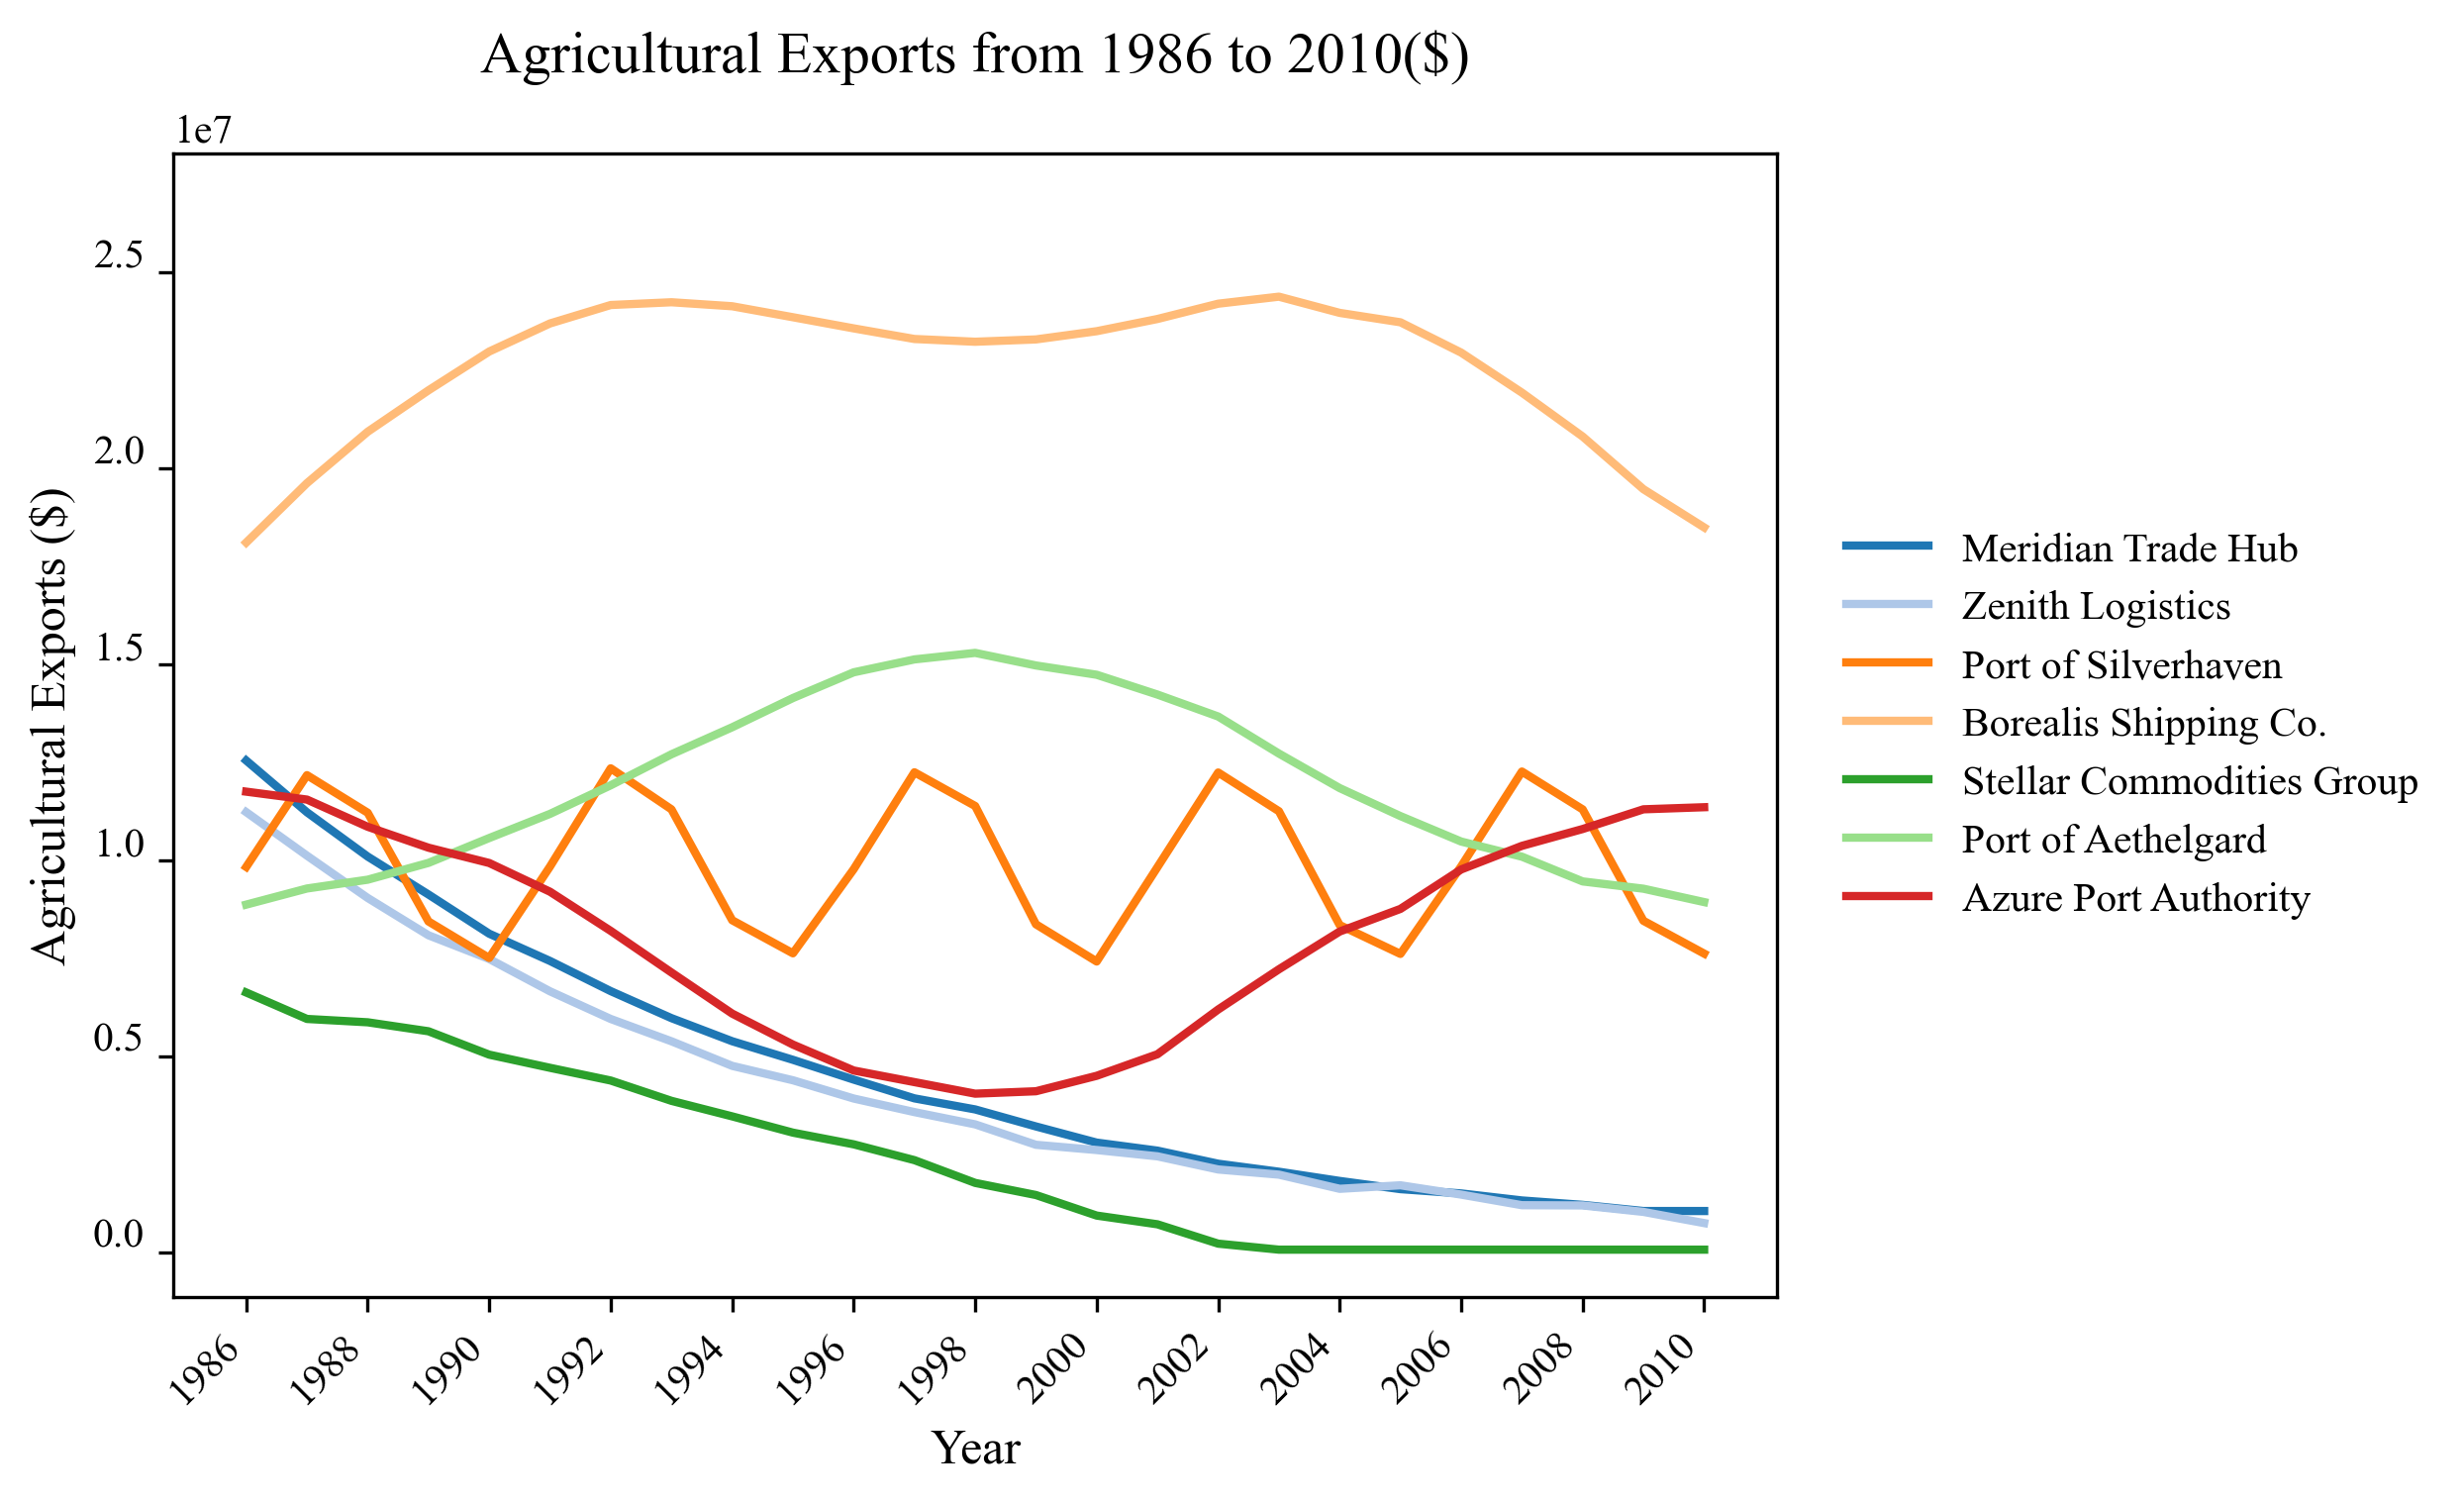 Agricultural Exports from 1986 to 2010($)
1e7
2.5
2.0
1.5
1.0
0.5
0.0
Agricultural Exports ($)
1986
1988
1990
1992
1994
1996
1998
2000
2002
2004
2006
2008
2010
Year
Meridian Trade Hub
Zenith Logistics
Port of Silverhaven
Borealis Shipping Co.
Stellar Commodities Group
Port of Aethelgard
Azure Port Authority